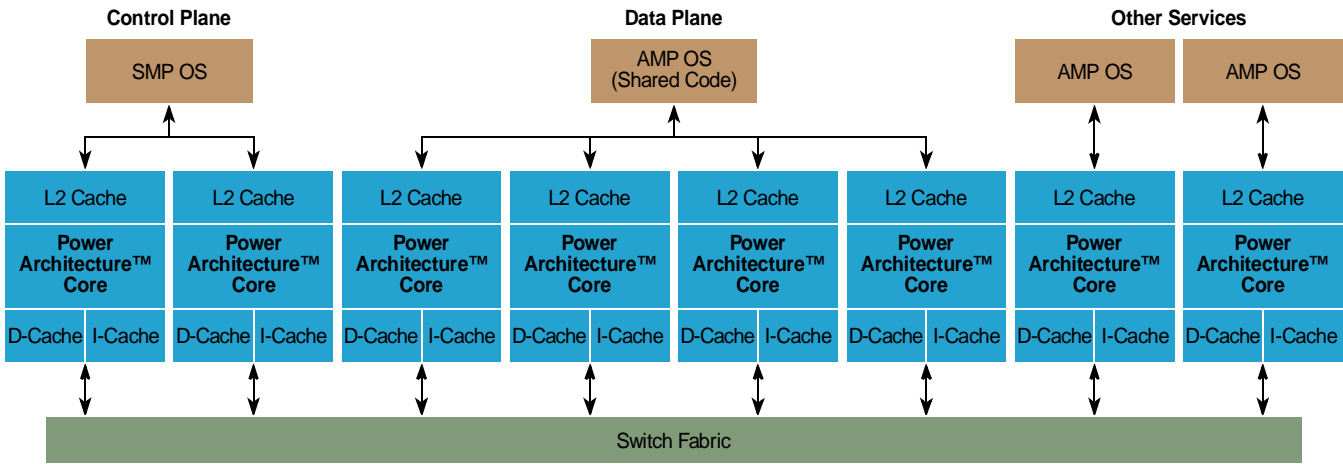 Control Plane
Data Plane
Other Services
SMP OS
AMP OS
(Shared Code)
AMP OS
AMP OS
L2 Cache
L2 Cache
L2 Cache
L2 Cache
L2 Cache
L2 Cache
L2 Cache
L2 Cache
Power
Architecture™
Core
Power
Architecture™
Core
Power
Architecture™
Core
Power
Architecture™
Core
Power
Architecture™
Core
Power
Architecture™
Core
Power
Architecture™
Core
Power
Architecture™
Core
D-Cache
I-Cache
D-Cache
I-Cache
D-Cache
I-Cache
D-Cache
I-Cache
D-Cache
I-Cache
D-Cache
I-Cache
D-Cache
I-Cache
D-Cache
I-Cache
Switch Fabric